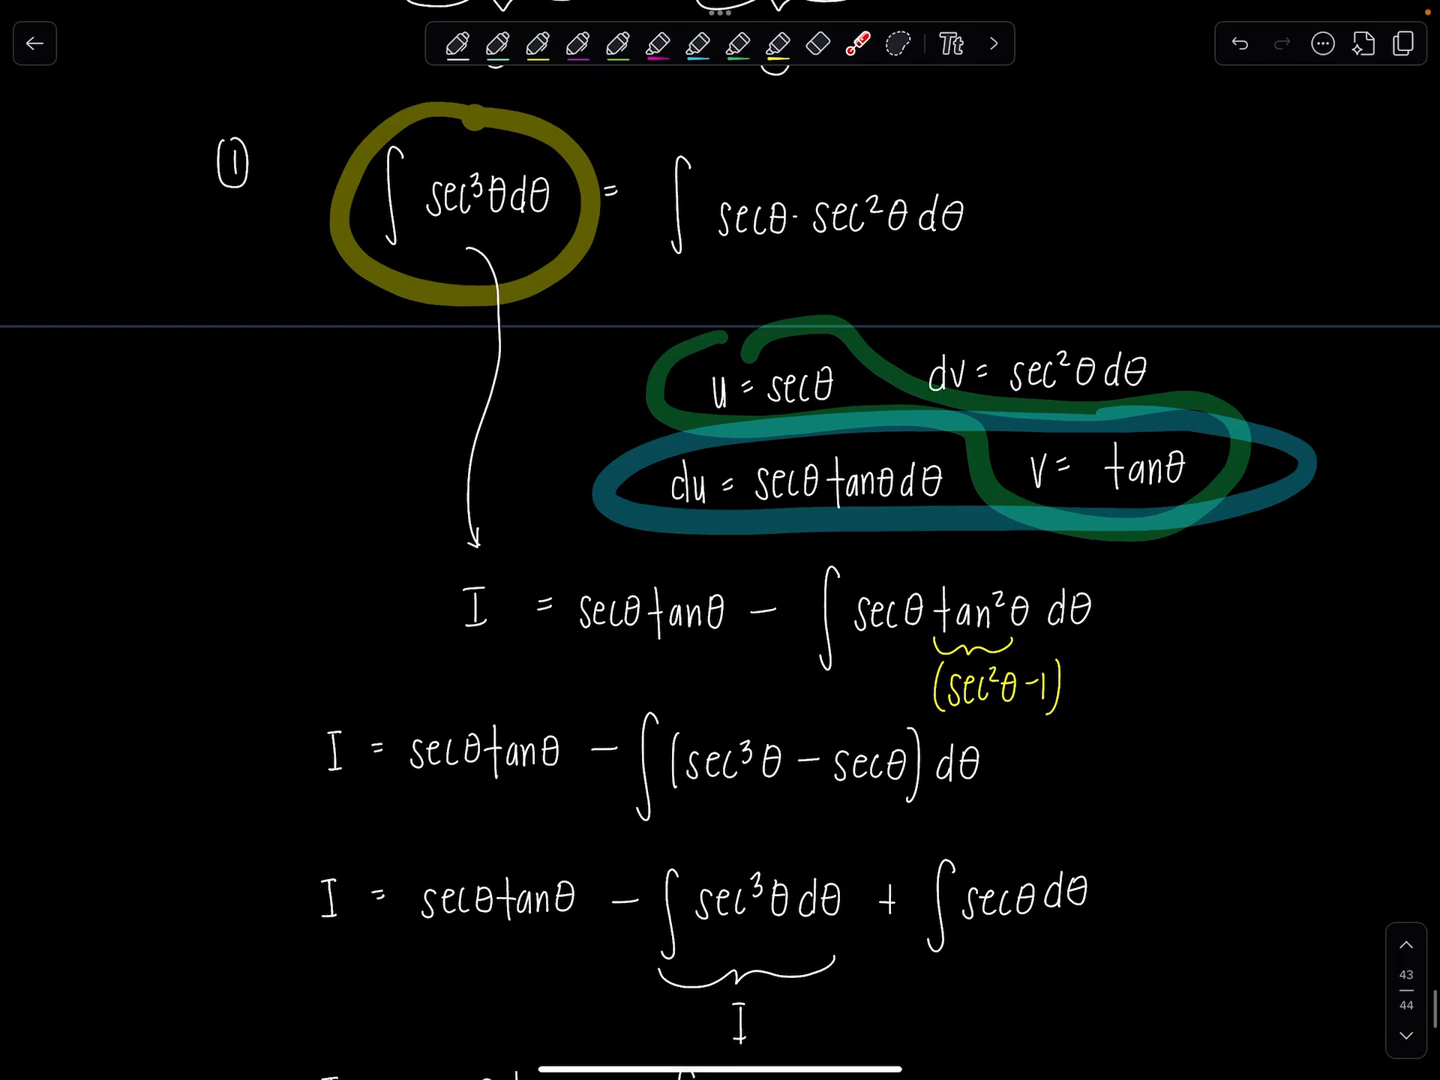 Tt
① ∫ sec³θdθ = ∫ secθ · sec²θ dθ
u = secθ dv = sec²θ dθ
du = secθ tanθ dθ v = tanθ
I = secθ tanθ − ∫ secθ tan²θ dθ
(sec²θ −1)
I = secθ tanθ − ∫ (sec³θ − secθ) dθ
I = secθ tanθ − ∫ sec³θ dθ + ∫ secθ dθ
I
43
44